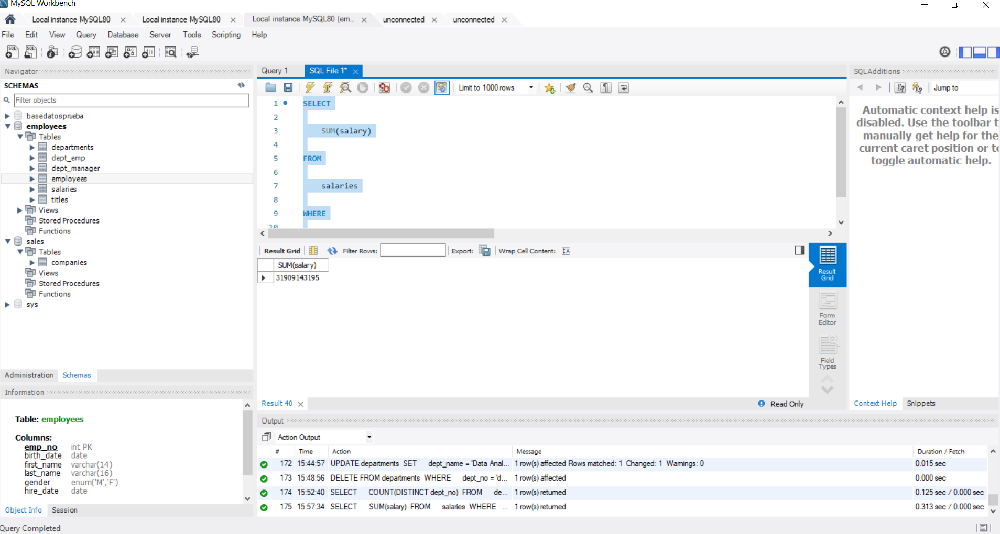 MySQL Workbench
Local instance MySQL80 Local instance MySQL80 Local instance MySQL80 (em... unconnected unconnected
File Edit View Query Database Server Tools Scripting Help
Navigator
SCHEMAS
Filter objects
basedatosprueba
employees
Tables
departments
dept_emp
dept_manager
employees
salaries
titles
Views
Stored Procedures
Functions
sales
Tables
companies
Views
Stored Procedures
Functions
sys
Administration Schemas
Information
Table: employees
Columns:
emp_no int PK
birth_date date
first_name varchar(14)
last_name varchar(16)
gender enum('M','F')
hire_date date
Object Info Session
Query Completed
Query 1 SQL File 1*
Limit to 1000 rows
1 SELECT
2
3 SUM(salary)
4
5 FROM
6
7 salaries
8
9 WHERE
10
Result Grid Filter Rows: Export: Wrap Cell Content:
SUM(salary)
31909143195
Result Grid
Form Editor
Field Types
Result 40 Read Only
Output
Action Output
# Time Action Message Duration / Fetch
172 15:44:57 UPDATE departments SET dept_name = 'Data Anal... 1 row(s) affected Rows matched: 1 Changed: 1 Warnings: 0 0.015 sec
173 15:48:56 DELETE FROM departments WHERE dept_no = 'd... 1 row(s) affected 0.000 sec
174 15:52:40 SELECT COUNT(DISTINCT dept_no) FROM de... 1 row(s) returned 0.125 sec / 0.000 sec
175 15:57:34 SELECT SUM(salary) FROM salaries WHERE ... 1 row(s) returned 0.313 sec / 0.000 sec
SQLAdditions
Jump to
Automatic context help is
disabled. Use the toolbar t
manually get help for the
current caret position or to
toggle automatic help.
Context Help Snippets